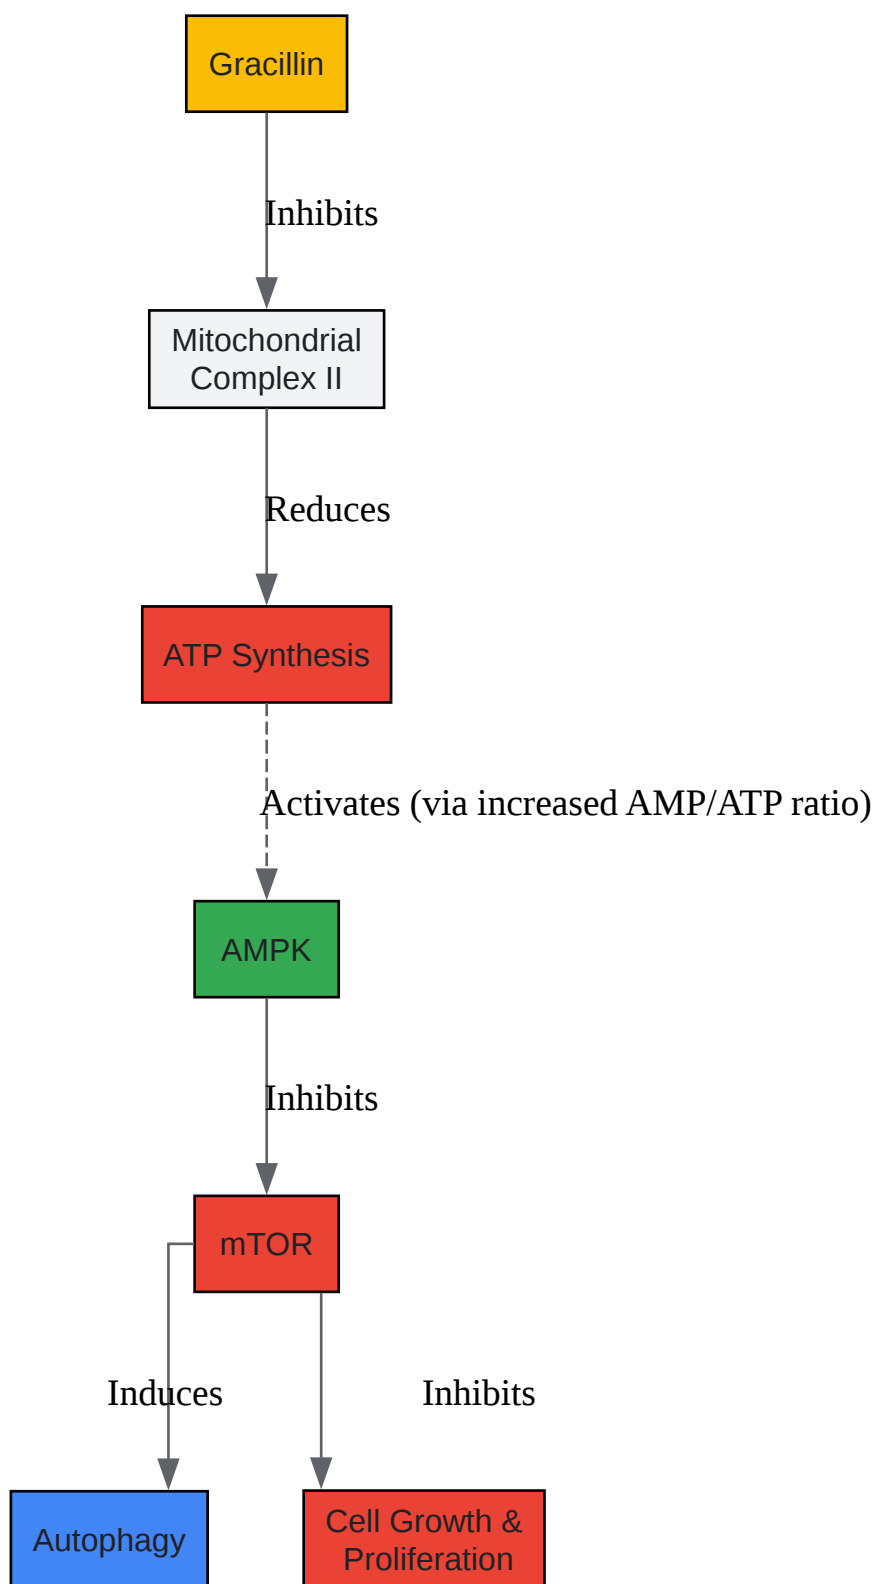 Gracillin
Inhibits
Mitochondrial
Complex II
Reduces
ATP Synthesis
Activates (via increased AMP/ATP ratio)
AMPK
Inhibits
mTOR
Induces
Inhibits
Autophagy
Cell Growth &
Proliferation